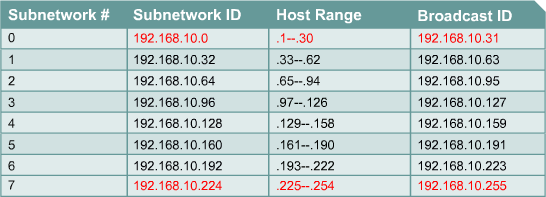 Subnetwork # Subnetwork ID Host Range Broadcast ID
0 192.168.10.0 .1--.30 192.168.10.31
1 192.168.10.32 .33--.62 192.168.10.63
2 192.168.10.64 .65--.94 192.168.10.95
3 192.168.10.96 .97--.126 192.168.10.127
4 192.168.10.128 .129--.158 192.168.10.159
5 192.168.10.160 .161--.190 192.168.10.191
6 192.168.10.192 .193--.222 192.168.10.223
7 192.168.10.224 .225--.254 192.168.10.255